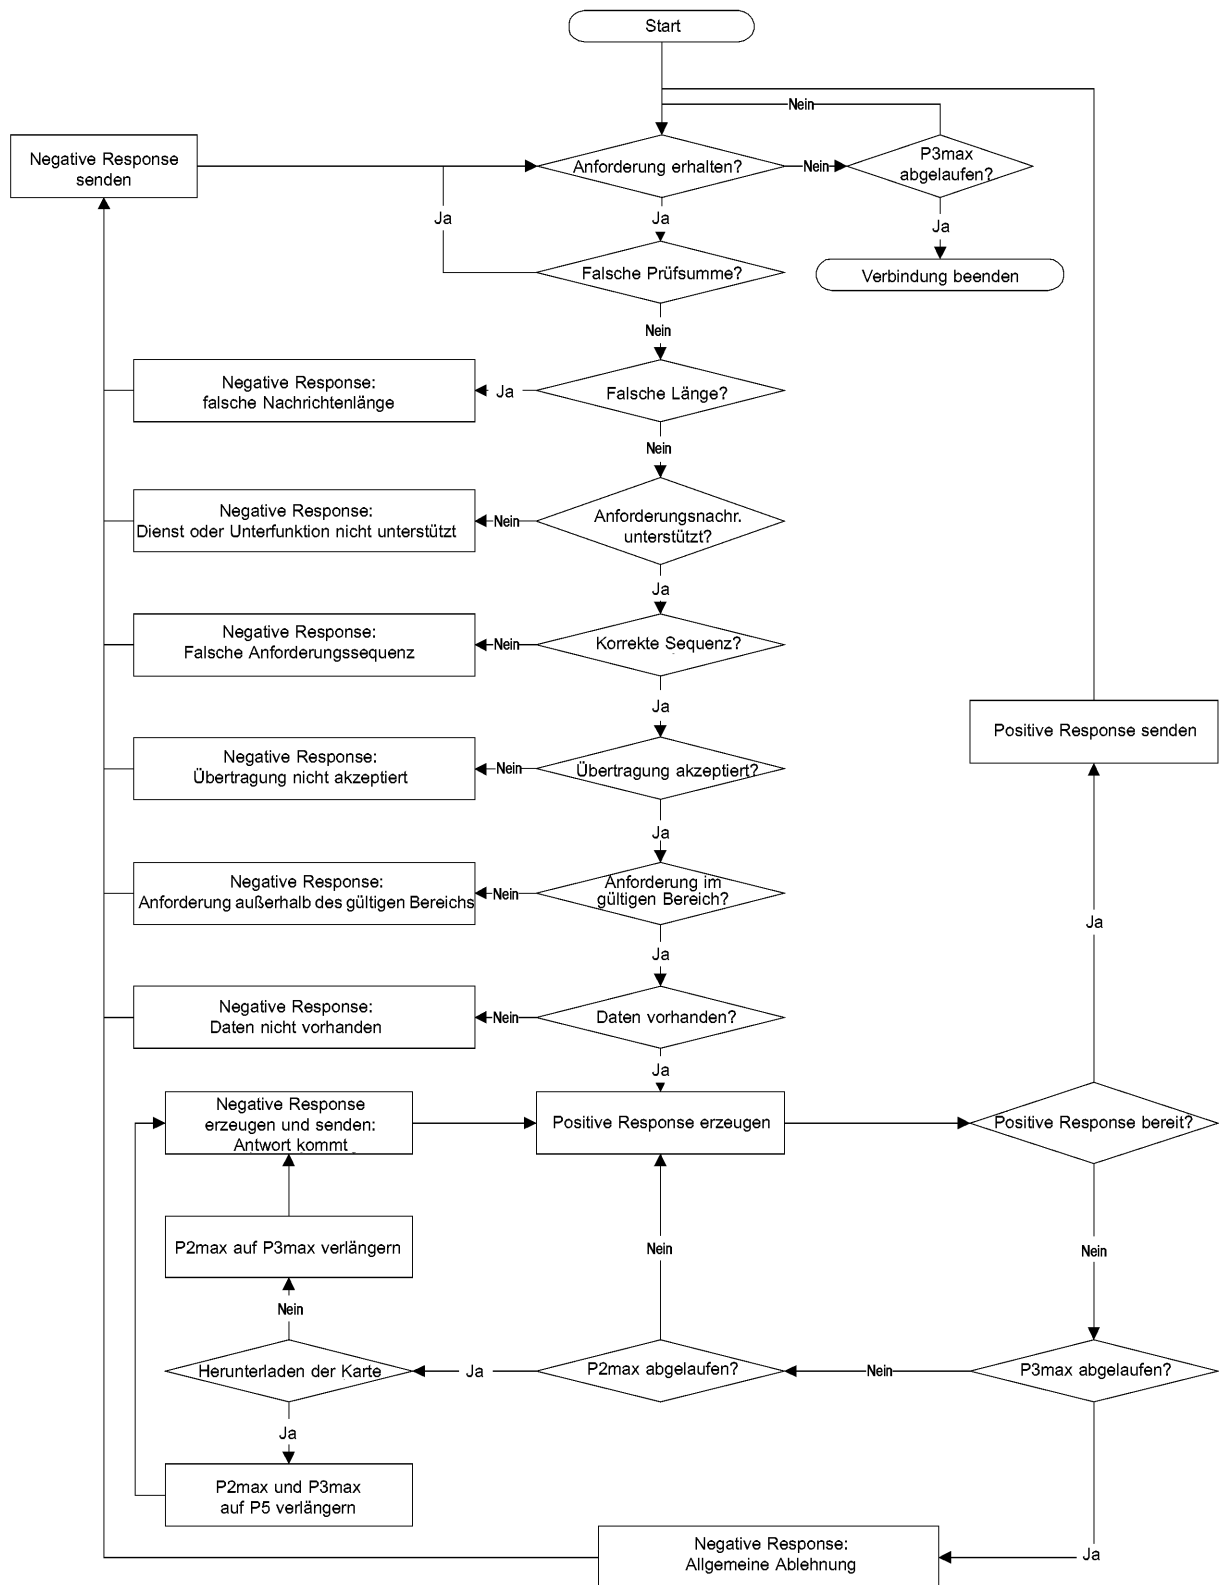 Start
Nein
Negative Response
senden
Anforderung erhalten?
Nein
P3max
abgelaufen?
Ja
Ja
Ja
Falsche Prüfsumme?
Verbindung beenden
Nein
Negative Response:
falsche Nachrichtenlänge
Ja
Falsche Länge?
Nein
Negative Response:
Dienst oder Unterfunktion nicht unterstützt
Nein
Anforderungsnachr.
unterstützt?
Ja
Negative Response:
Falsche Anforderungssequenz
Nein
Korrekte Sequenz?
Ja
Positive Response senden
Negative Response:
Übertragung nicht akzeptiert
Nein
Übertragung akzeptiert?
Ja
Negative Response:
Anforderung außerhalb des gültigen Bereichs
Nein
Anforderung im
gültigen Bereich?
Ja
Ja
Negative Response:
Daten nicht vorhanden
Nein
Daten vorhanden?
Ja
Negative Response
erzeugen und senden:
Antwort kommt
Positive Response erzeugen
Positive Response bereit?
P2max auf P3max verlängern
Nein
Nein
Nein
Herunterladen der Karte
Ja
P2max abgelaufen?
Nein
P3max abgelaufen?
Ja
P2max und P3max
auf P5 verlängern
Negative Response:
Allgemeine Ablehnung
Ja